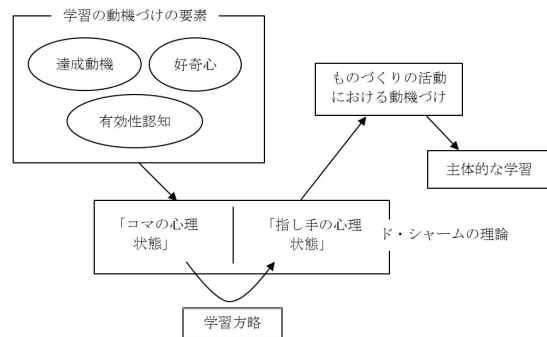 学習の動機づけの要素
達成動機
好奇心
有効性認知
ものづくりの活動
における動機づけ
主体的な学習
「コマの心理
状態」
「指し手の心理
状態」
ド・シャームの理論
学習方略